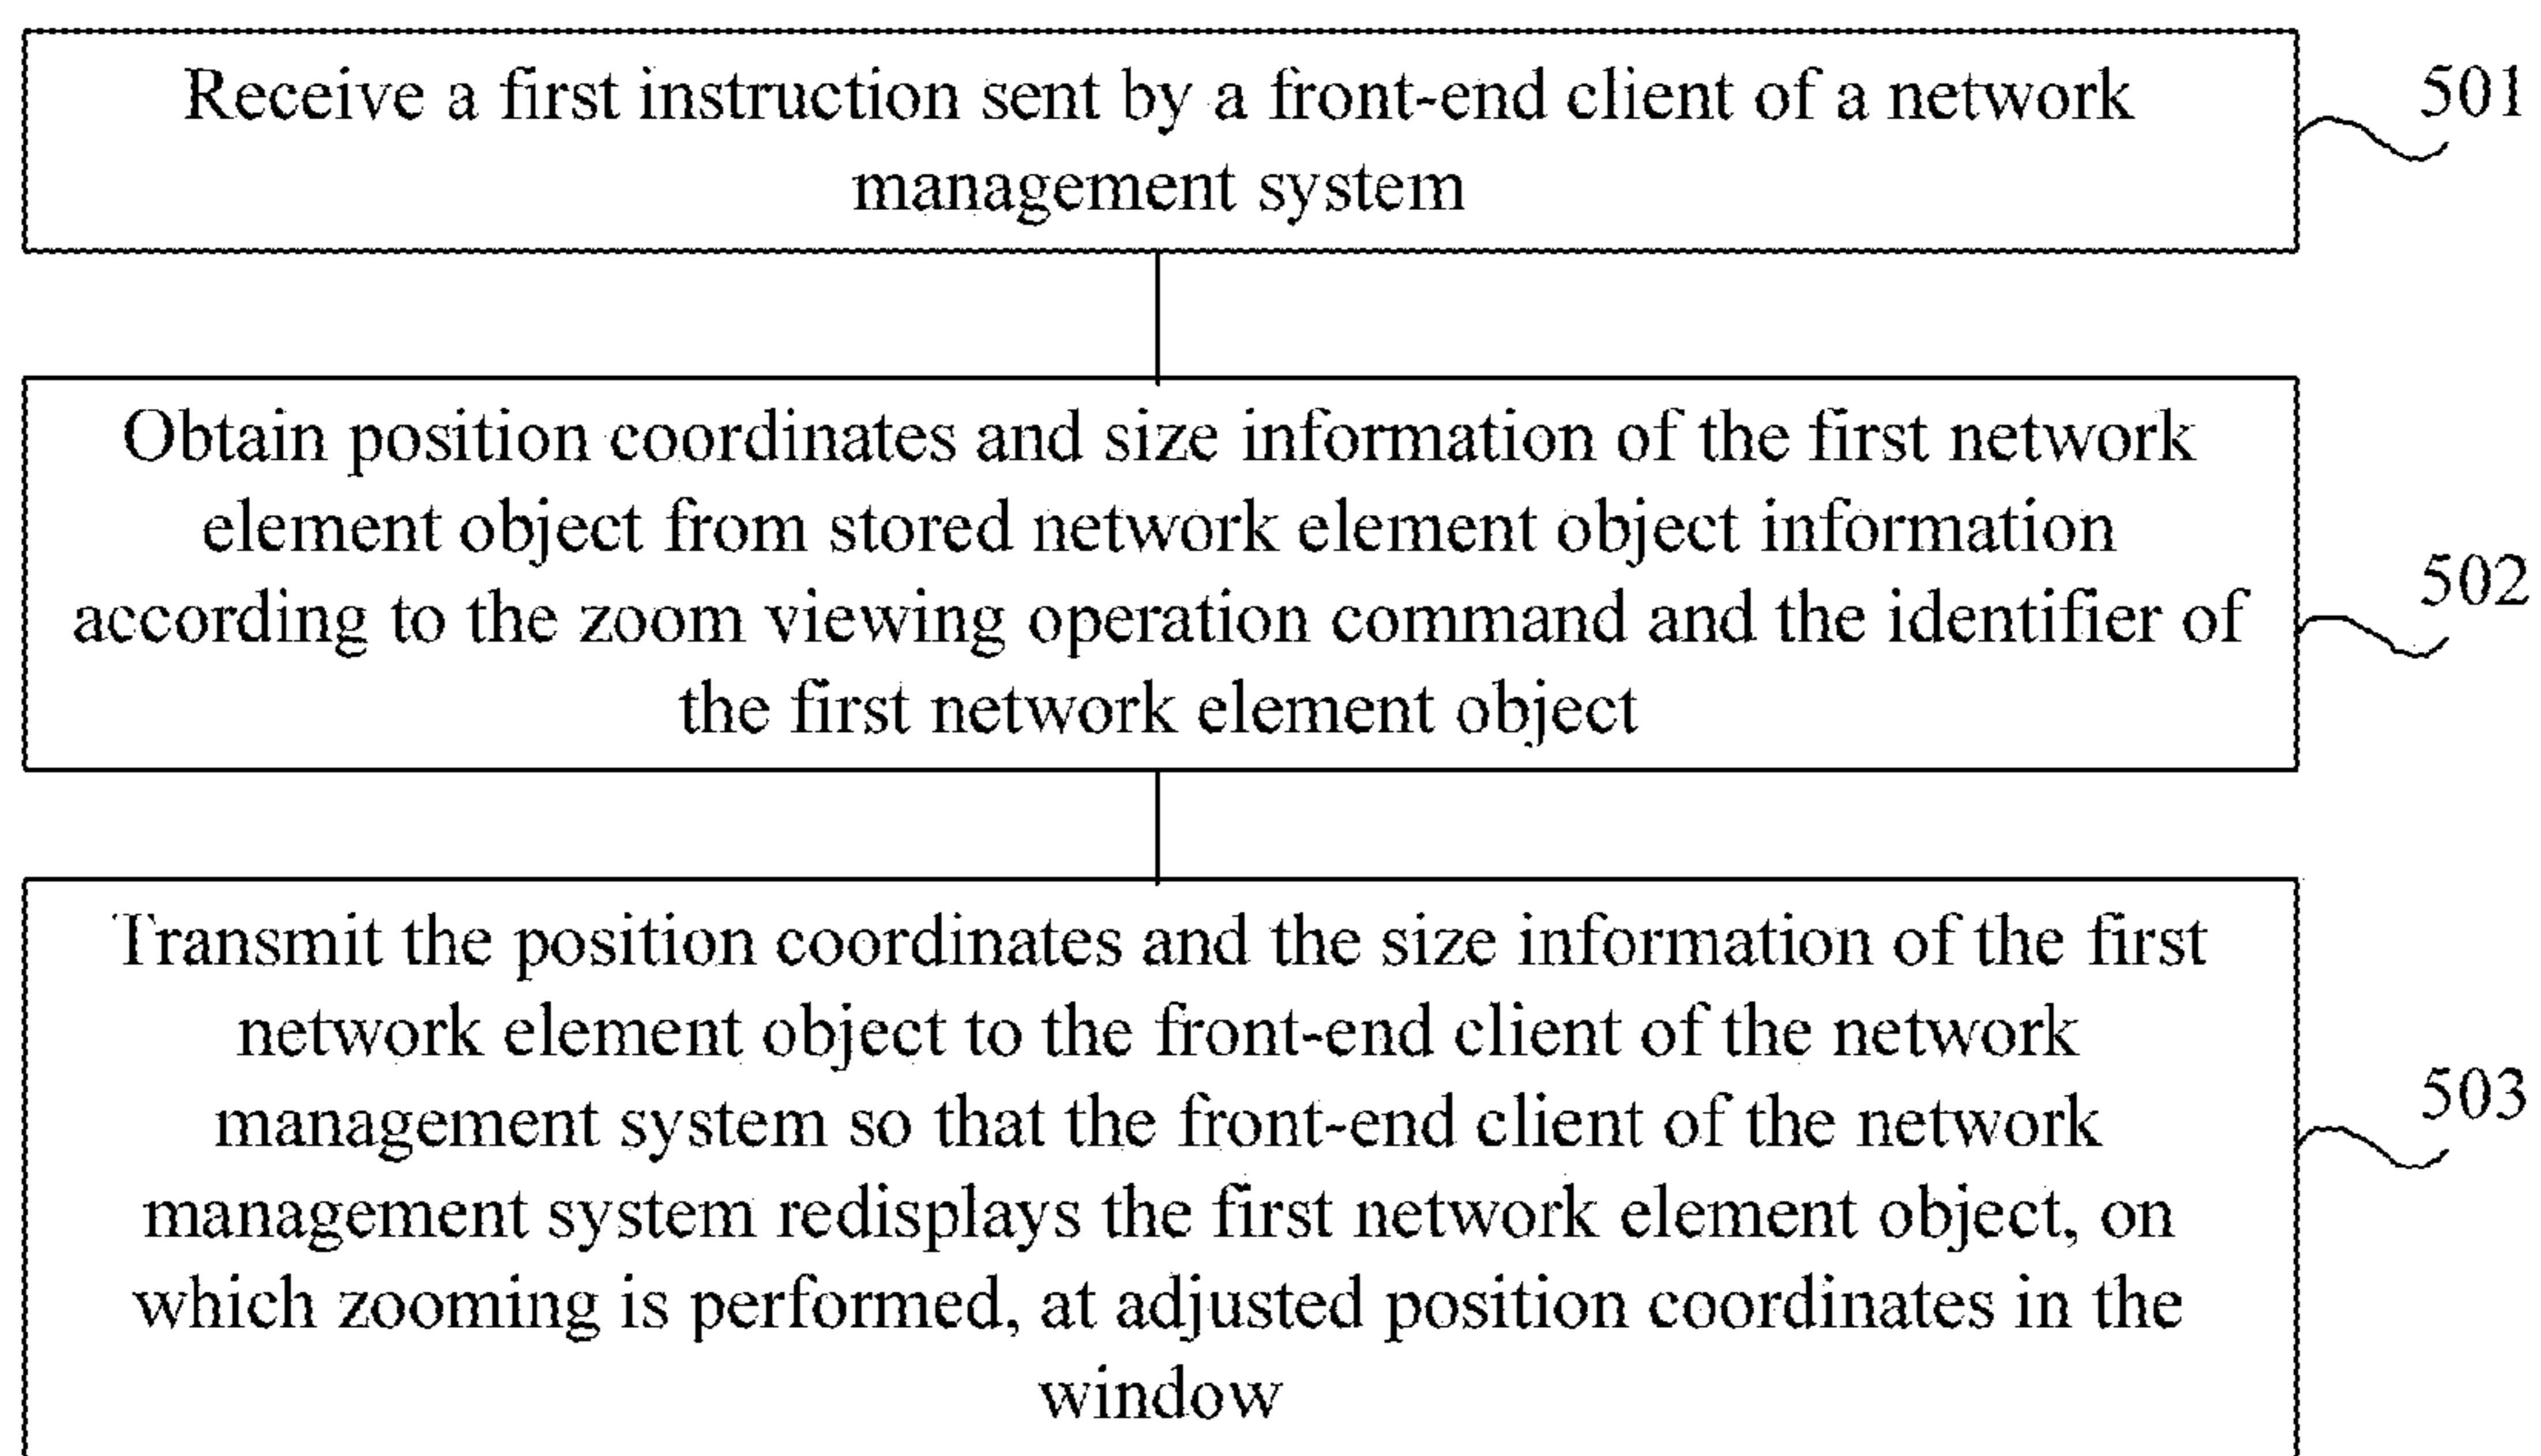 Receive a first instruction sent by a front-end client of a network
management system
501
Obtain position coordinates and size information of the first network
element object from stored network element object information
according to the zoom viewing operation command and the identifier of
the first network element object
502
Transmit the position coordinates and the size information of the first
network element object to the front-end client of the network
management system so that the front-end client of the network
management system redisplays the first network element object, on
which zooming is performed, at adjusted position coordinates in the
window
503